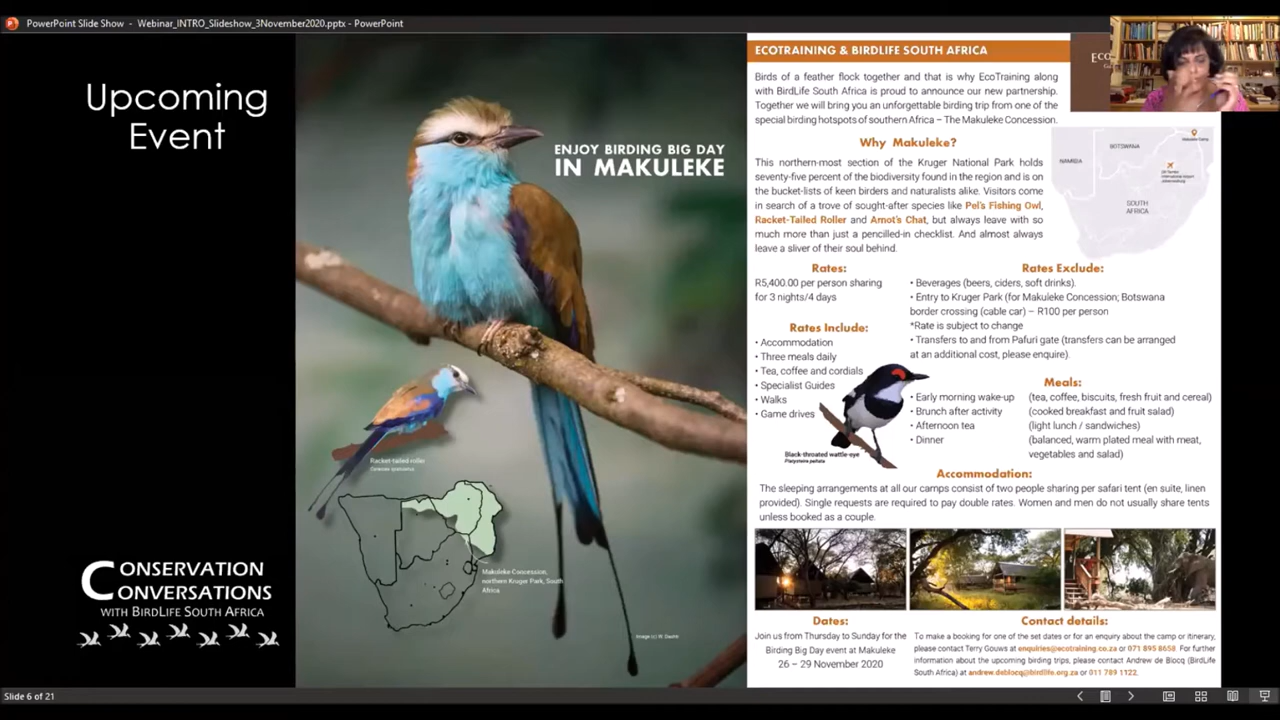 PowerPoint Slide Show - Webinar_INTRO_Slideshow_3November2020.pptx - PowerPoint
Upcoming
Event
CONSERVATION
CONVERSATIONS
WITH BIRDLIFE SOUTH AFRICA
ENJOY BIRDING BIG DAY
IN MAKULEKE
Racket-tailed roller
Makuleke Concession,
northern Kruger Park, South
Africa
ECOTRAINING & BIRDLIFE SOUTH AFRICA
Birds of a feather flock together and that is why EcoTraining along
with BirdLife South Africa is proud to announce our new partnership.
Together we will bring you an unforgettable birding trip from one of the
special birding hotspots of southern Africa – The Makuleke Concession.
Why Makuleke?
This northern-most section of the Kruger National Park holds
seventy-five percent of the biodiversity found in the region and is on
the bucket-lists of keen birders and naturalists alike. Visitors come
in search of a trove of sought-after species like Pel's Fishing Owl,
Racket-Tailed Roller and Arnot's Chat, but always leave with so
much more than just a pencilled-in checklist. And almost always
leave a sliver of their soul behind.
NAMIBIA
BOTSWANA
SOUTH
AFRICA
Makuleke Camp
Rates:
R5,400.00 per person sharing
for 3 nights/4 days
Rates Include:
• Accommodation
• Three meals daily
• Tea, coffee and cordials
• Specialist Guides
• Walks
• Game drives
Rates Exclude:
• Beverages (beers, ciders, soft drinks).
• Entry to Kruger Park (for Makuleke Concession; Botswana
border crossing (cable car) – R100 per person
*Rate is subject to change
• Transfers to and from Pafuri gate (transfers can be arranged
at an additional cost, please enquire).
Black-throated wattle-eye
Platysteira peltata
Meals:
• Early morning wake-up (tea, coffee, biscuits, fresh fruit and cereal)
• Brunch after activity (cooked breakfast and fruit salad)
• Afternoon tea (light lunch / sandwiches)
• Dinner (balanced, warm plated meal with meat,
vegetables and salad)
Accommodation:
The sleeping arrangements at all our camps consist of two people sharing per safari tent (en suite, linen
provided). Single requests are required to pay double rates. Women and men do not usually share tents
unless booked as a couple.
Dates:
Join us from Thursday to Sunday for the
Birding Big Day event at Makuleke
26 – 29 November 2020
Contact details:
To make a booking for one of the set dates or for an enquiry about the camp or itinerary,
please contact Terry Gouws at enquiries@ecotraining.co.za or 071 895 8658. For further
information about the upcoming birding trips, please contact Andrew de Blocq (BirdLife
South Africa) at andrew.deblocq@birdlife.org.za or 011 789 1122.
Slide 6 of 21